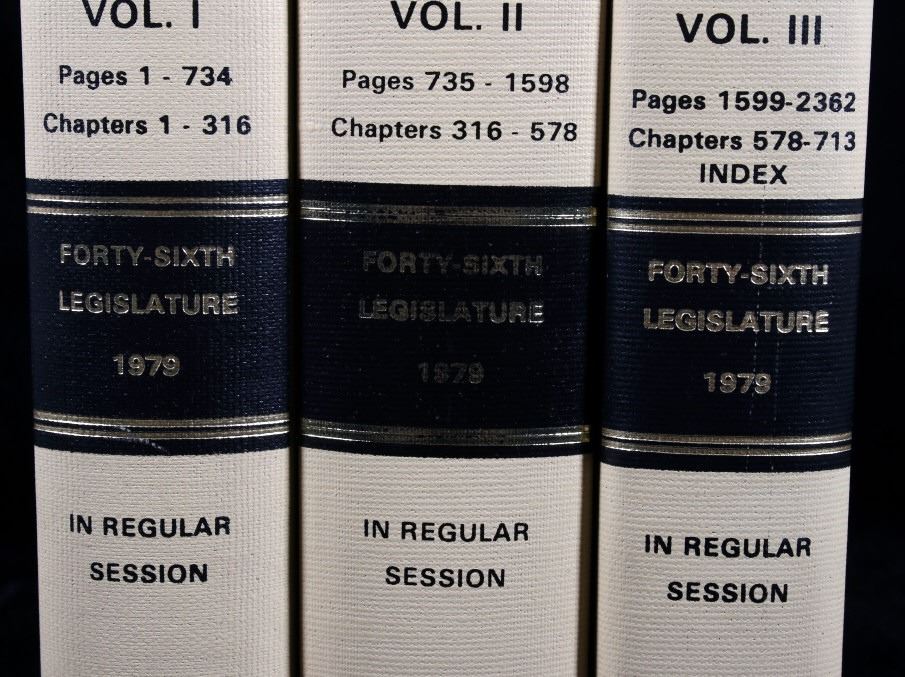 VOL. I
Pages 1 - 734
Chapters 1 - 316
FORTY-SIXTH
LEGISLATURE
1979
IN REGULAR
SESSION
VOL. II
Pages 735 - 1598
Chapters 316 - 578
FORTY-SIXTH
LEGISLATURE
1979
IN REGULAR
SESSION
VOL. III
Pages 1599-2362
Chapters 578-713
INDEX
FORTY-SIXTH
LEGISLATURE
1979
IN REGULAR
SESSION